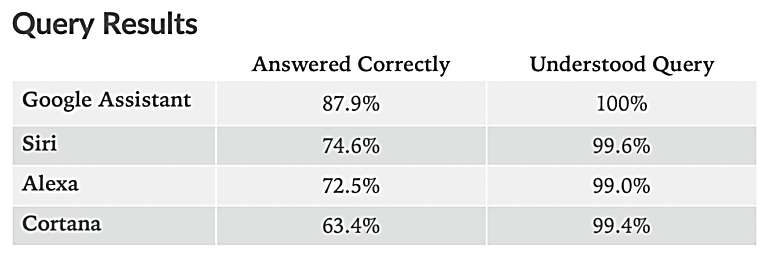 Query Results
Answered Correctly Understood Query
Google Assistant 87.9% 100%
Siri 74.6% 99.6%
Alexa 72.5% 99.0%
Cortana 63.4% 99.4%